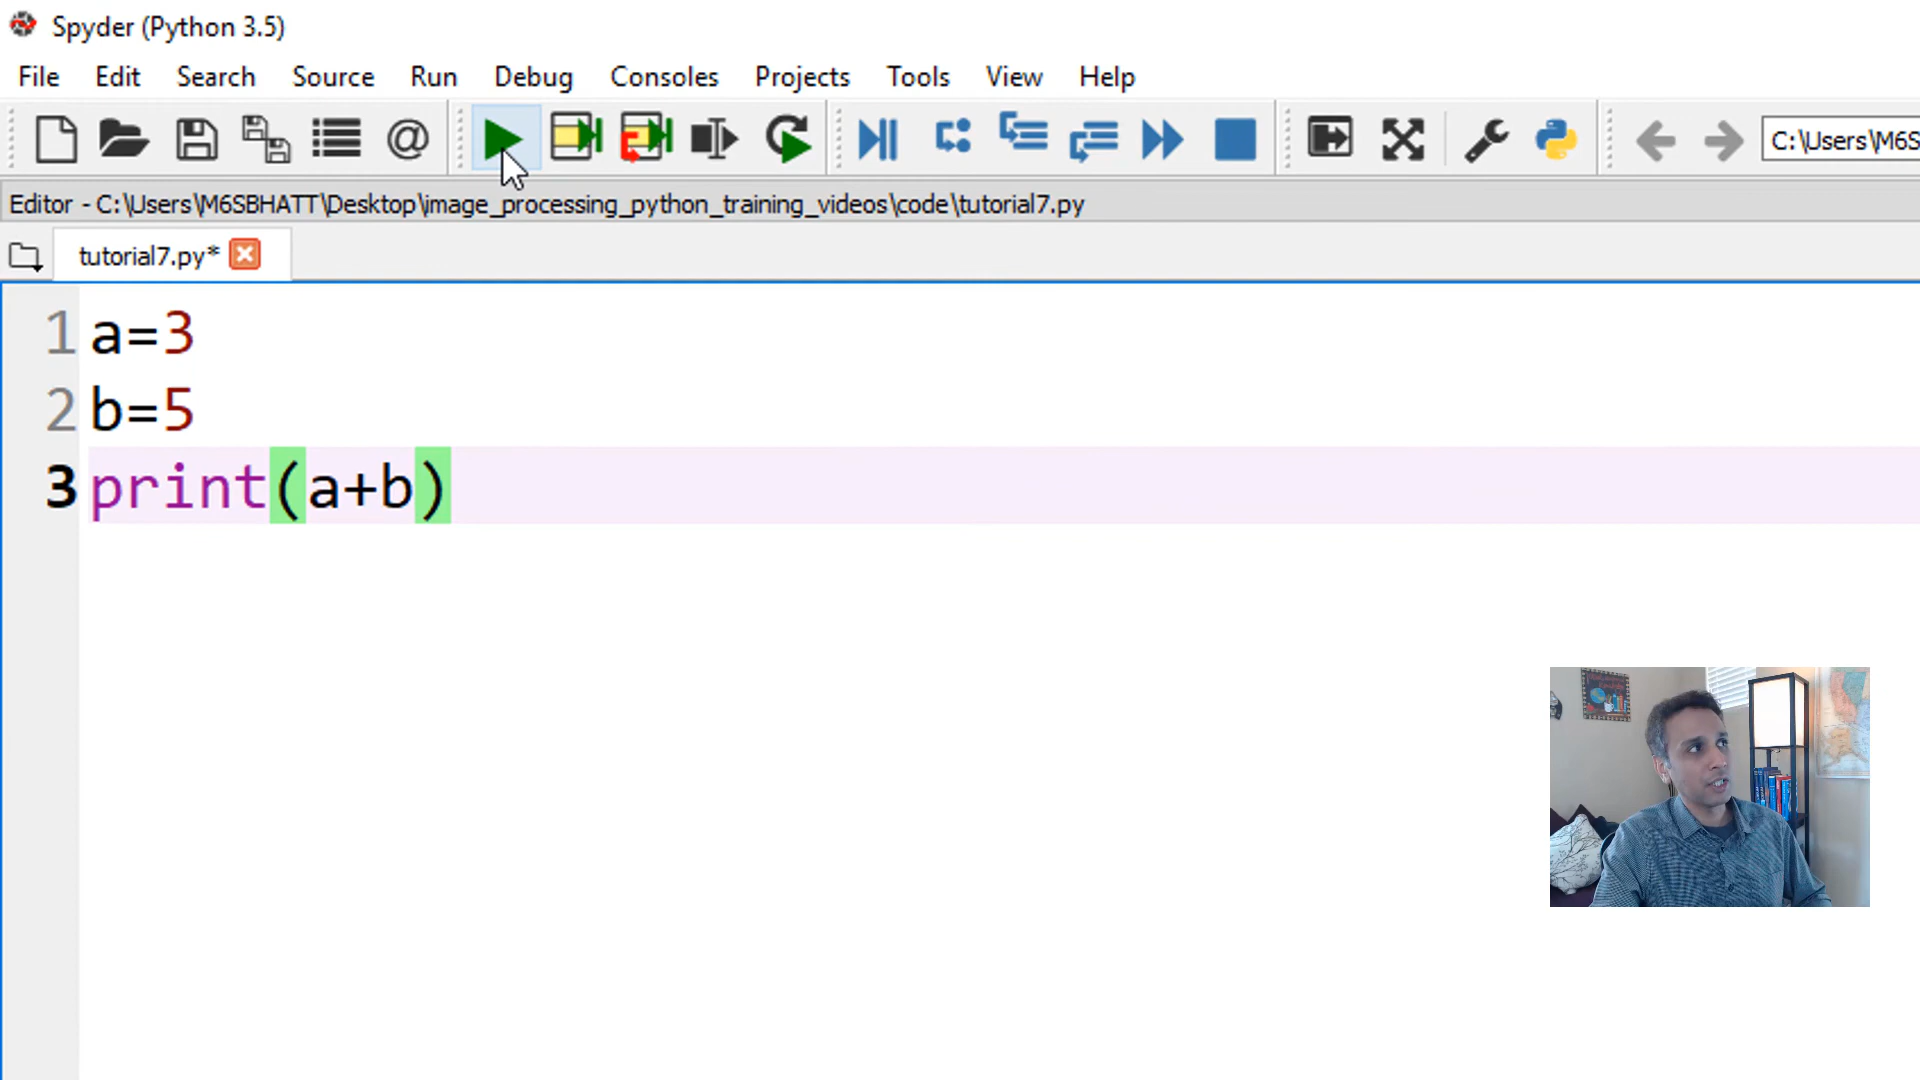 Spyder (Python 3.5)
File Edit Search Source Run Debug Consoles Projects Tools View Help
@ C:\Users\M6S
Editor - C:\Users\M6SBHATT\Desktop\image_processing_python_training_videos\code\tutorial7.py
tutorial7.py*
1 a=3
2 b=5
3 print(a+b)